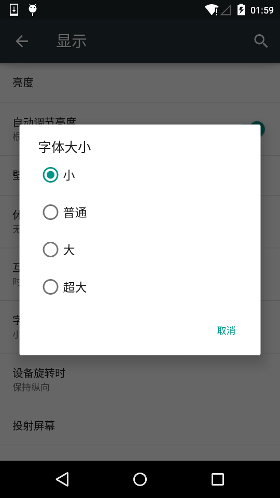 01:59
显示
亮度
自动调节亮度
字体大小
小
普通
大
超大
取消
设备旋转时
保持纵向
投射屏幕